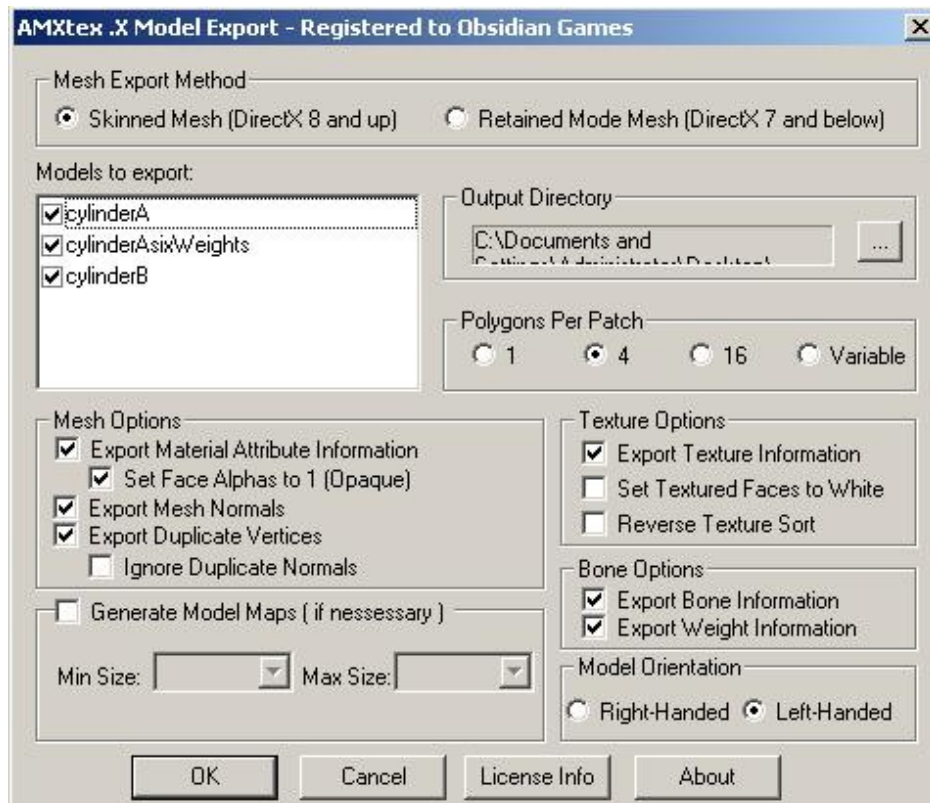 AMXtex .X Model Export - Registered to Obsidian Games
Mesh Export Method
Skinned Mesh (DirectX 8 and up)
Retained Mode Mesh (DirectX 7 and below)
Models to export:
cylinderA
cylinderAsixWeights
cylinderB
Output Directory
C:\Documents and
Settings\Administrator\Desktop\
...
Polygons Per Patch
1
4
16
Variable
Mesh Options
Export Material Attribute Information
Set Face Alphas to 1 (Opaque)
Export Mesh Normals
Export Duplicate Vertices
Ignore Duplicate Normals
Texture Options
Export Texture Information
Set Textured Faces to White
Reverse Texture Sort
Bone Options
Export Bone Information
Export Weight Information
Generate Model Maps ( if nessessary )
Min Size:
Max Size:
Model Orientation
Right-Handed
Left-Handed
OK
Cancel
License Info
About